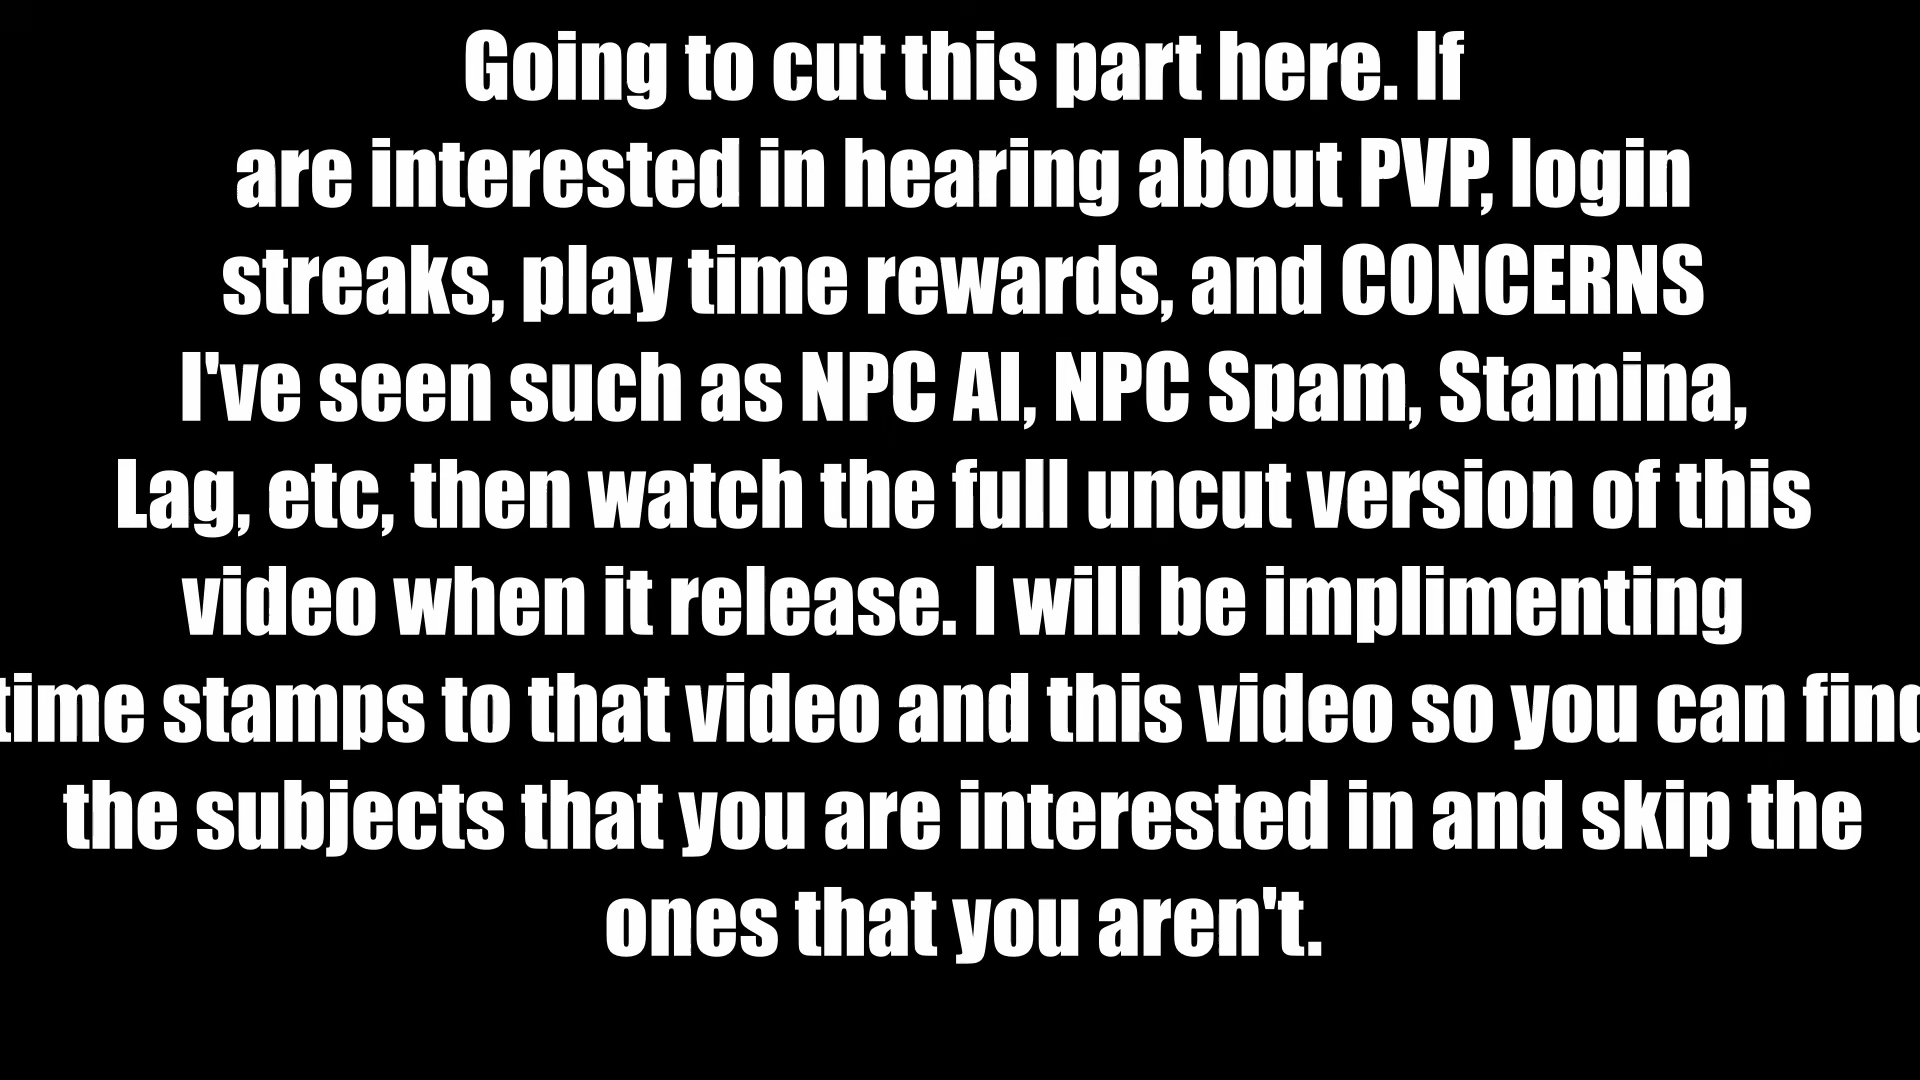 Going to cut this part here. If
are interested in hearing about PVP, login
streaks, play time rewards, and CONCERNS
I've seen such as NPC AI, NPC Spam, Stamina,
Lag, etc, then watch the full uncut version of this
video when it release. I will be implimenting
time stamps to that video and this video so you can find
the subjects that you are interested in and skip the
ones that you aren't.